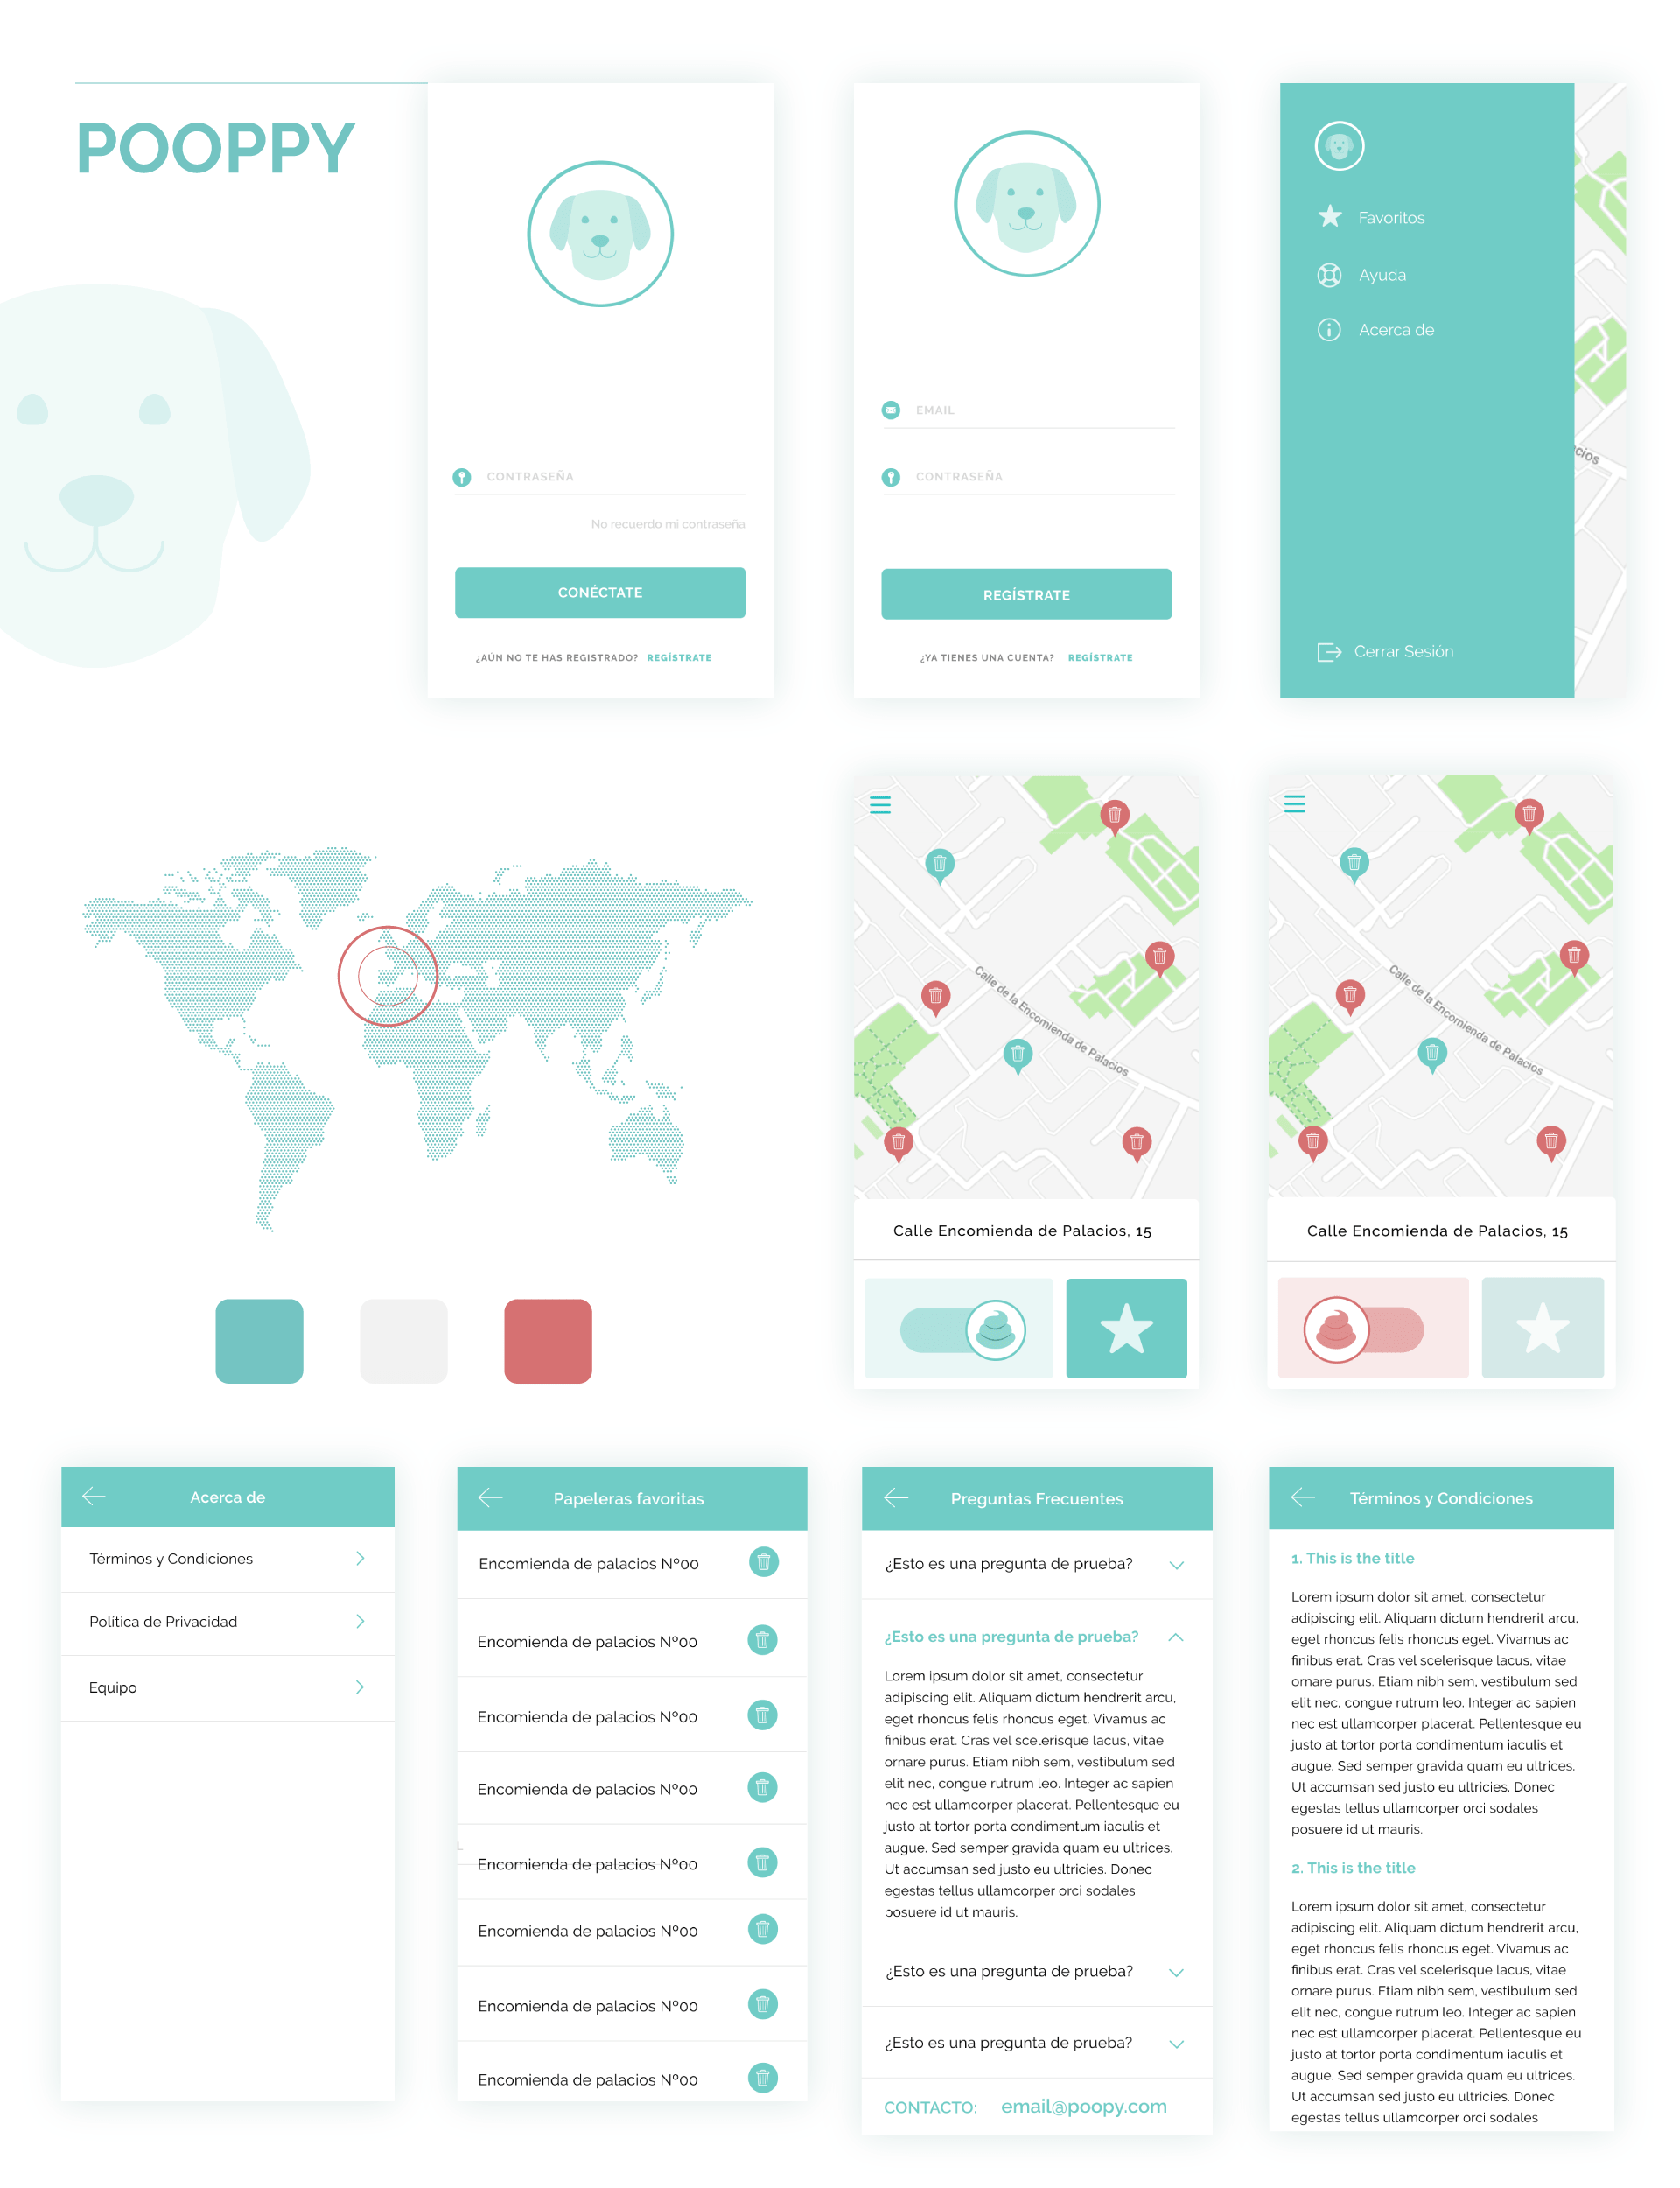 POOPPY
CONTRASEÑA
No recuerdo mi contraseña
CONÉCTATE
¿AÚN NO TE HAS REGISTRADO? REGÍSTRATE
EMAIL
CONTRASEÑA
REGÍSTRATE
¿YA TIENES UNA CUENTA? REGÍSTRATE
Favoritos
Ayuda
Acerca de
Cerrar Sesión
cios
Calle de la Encomienda de Palacios
Calle Encomienda de Palacios, 15
Calle de la Encomienda de Palacios
Calle Encomienda de Palacios, 15
Acerca de
Términos y Condiciones
Política de Privacidad
Equipo
Papeleras favoritas
Encomienda de palacios Nº00
Encomienda de palacios Nº00
Encomienda de palacios Nº00
Encomienda de palacios Nº00
L
Encomienda de palacios Nº00
Encomienda de palacios Nº00
Encomienda de palacios Nº00
Encomienda de palacios Nº00
Preguntas Frecuentes
¿Esto es una pregunta de prueba?
¿Esto es una pregunta de prueba?
Lorem ipsum dolor sit amet, consectetur
adipiscing elit. Aliquam dictum hendrerit arcu,
eget rhoncus felis rhoncus eget. Vivamus ac
finibus erat. Cras vel scelerisque lacus, vitae
ornare purus. Etiam nibh sem, vestibulum sed
elit nec, congue rutrum leo. Integer ac sapien
nec est ullamcorper placerat. Pellentesque eu
justo at tortor porta condimentum iaculis et
augue. Sed semper gravida quam eu ultrices.
Ut accumsan sed justo eu ultricies. Donec
egestas tellus ullamcorper orci sodales
posuere id ut mauris.
¿Esto es una pregunta de prueba?
¿Esto es una pregunta de prueba?
CONTACTO: email@poopy.com
Términos y Condiciones
1. This is the title
Lorem ipsum dolor sit amet, consectetur
adipiscing elit. Aliquam dictum hendrerit arcu,
eget rhoncus felis rhoncus eget. Vivamus ac
finibus erat. Cras vel scelerisque lacus, vitae
ornare purus. Etiam nibh sem, vestibulum sed
elit nec, congue rutrum leo. Integer ac sapien
nec est ullamcorper placerat. Pellentesque eu
justo at tortor porta condimentum iaculis et
augue. Sed semper gravida quam eu ultrices.
Ut accumsan sed justo eu ultricies. Donec
egestas tellus ullamcorper orci sodales
posuere id ut mauris.
2. This is the title
Lorem ipsum dolor sit amet, consectetur
adipiscing elit. Aliquam dictum hendrerit arcu,
eget rhoncus felis rhoncus eget. Vivamus ac
finibus erat. Cras vel scelerisque lacus, vitae
ornare purus. Etiam nibh sem, vestibulum sed
elit nec, congue rutrum leo. Integer ac sapien
nec est ullamcorper placerat. Pellentesque eu
justo at tortor porta condimentum iaculis et
augue. Sed semper gravida quam eu ultrices.
Ut accumsan sed justo eu ultricies. Donec
egestas tellus ullamcorper orci sodales